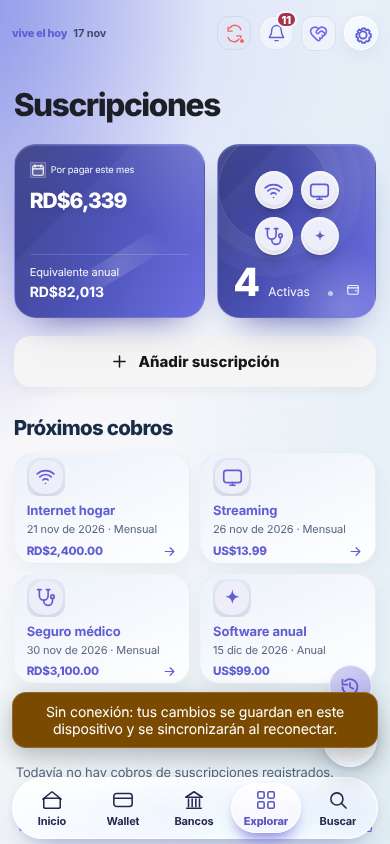 vive el hoy 17 nov
11
Suscripciones
Por pagar este mes
RD$6,339
Equivalente anual
RD$82,013
4 Activas
+ Añadir suscripción
Próximos cobros
Internet hogar
21 nov de 2026 · Mensual
RD$2,400.00 →
Streaming
26 nov de 2026 · Mensual
US$13.99 →
Seguro médico
30 nov de 2026 · Mensual
RD$3,100.00 →
Software anual
15 dic de 2026 · Anual
US$99.00
Sin conexión: tus cambios se guardan en este
dispositivo y se sincronizarán al reconectar.
Todavía no hay cobros de suscripciones registrados.
Inicio
Wallet
Bancos
Explorar
Buscar